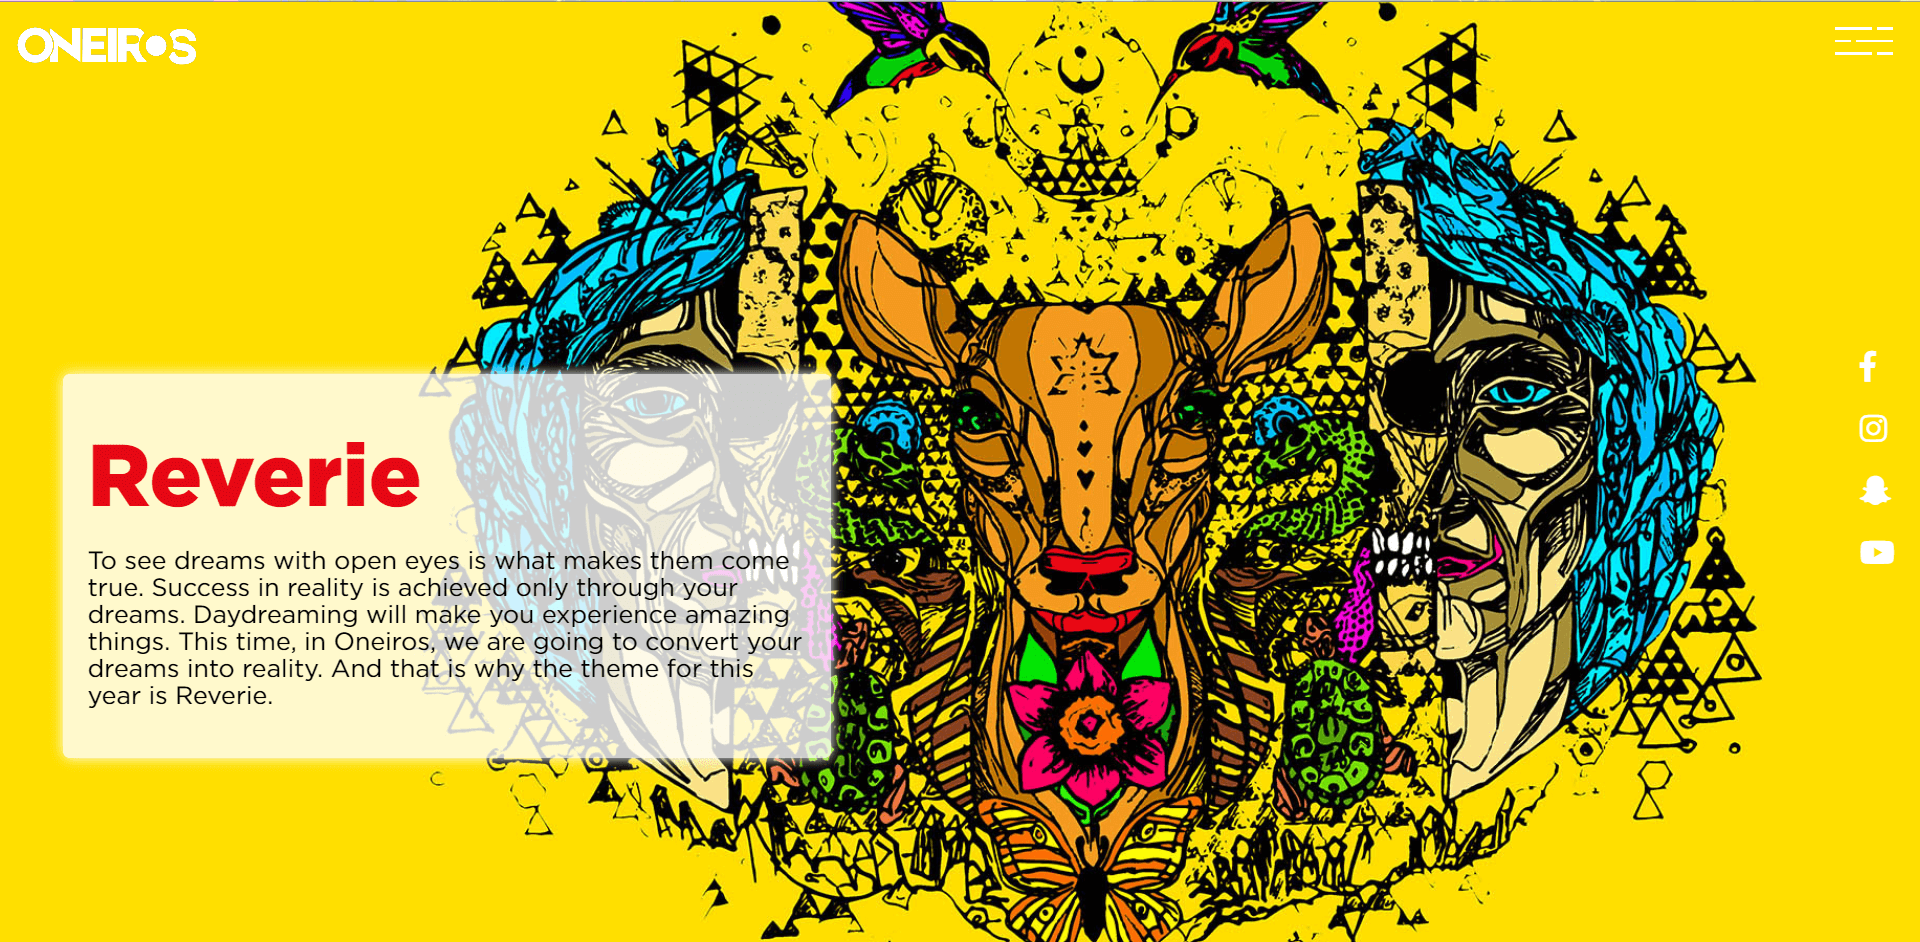 ONEIROS
Reverie
To see dreams with open eyes is what makes them come
true. Success in reality is achieved only through your
dreams. Daydreaming will make you experience amazing
things. This time, in Oneiros, we are going to convert your
dreams into reality. And that is why the theme for this
year is Reverie.